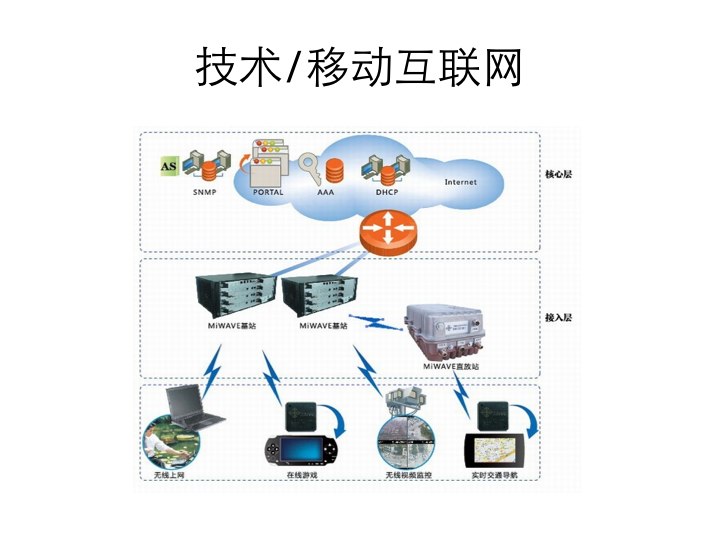 技术/移动互联网
AS
SNMP
PORTAL
AAA
DHCP
Internet
核心层
MiWAVE基站
MiWAVE基站
接入层
MiWAVE直放站
无线上网
在线游戏
无线视频监控
实时交通导航